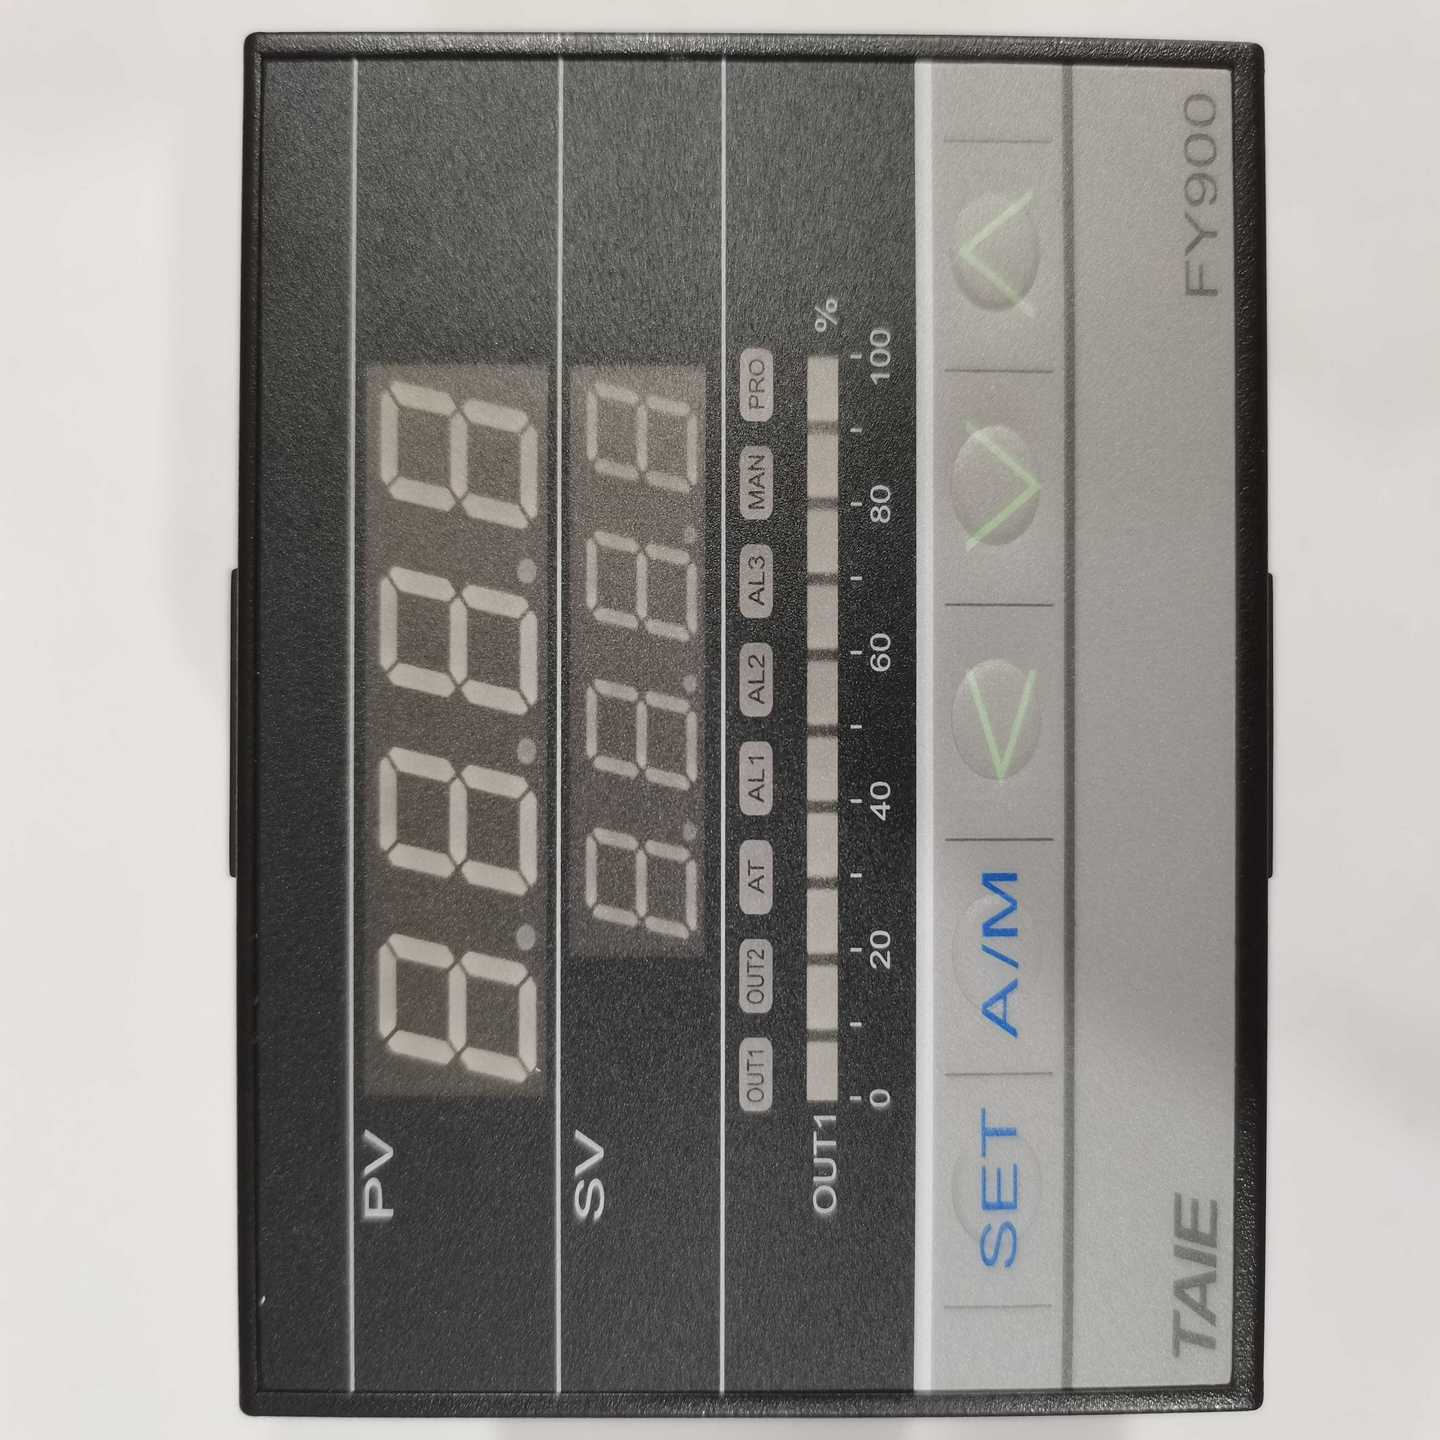 PV
8.8.8.8
SV
8.8.8.8
OUT1 OUT2 AT AL1 AL2 AL3 MAN PRO
OUT1 %
0 20 40 60 80 100
SET A/M
TAIE FY900